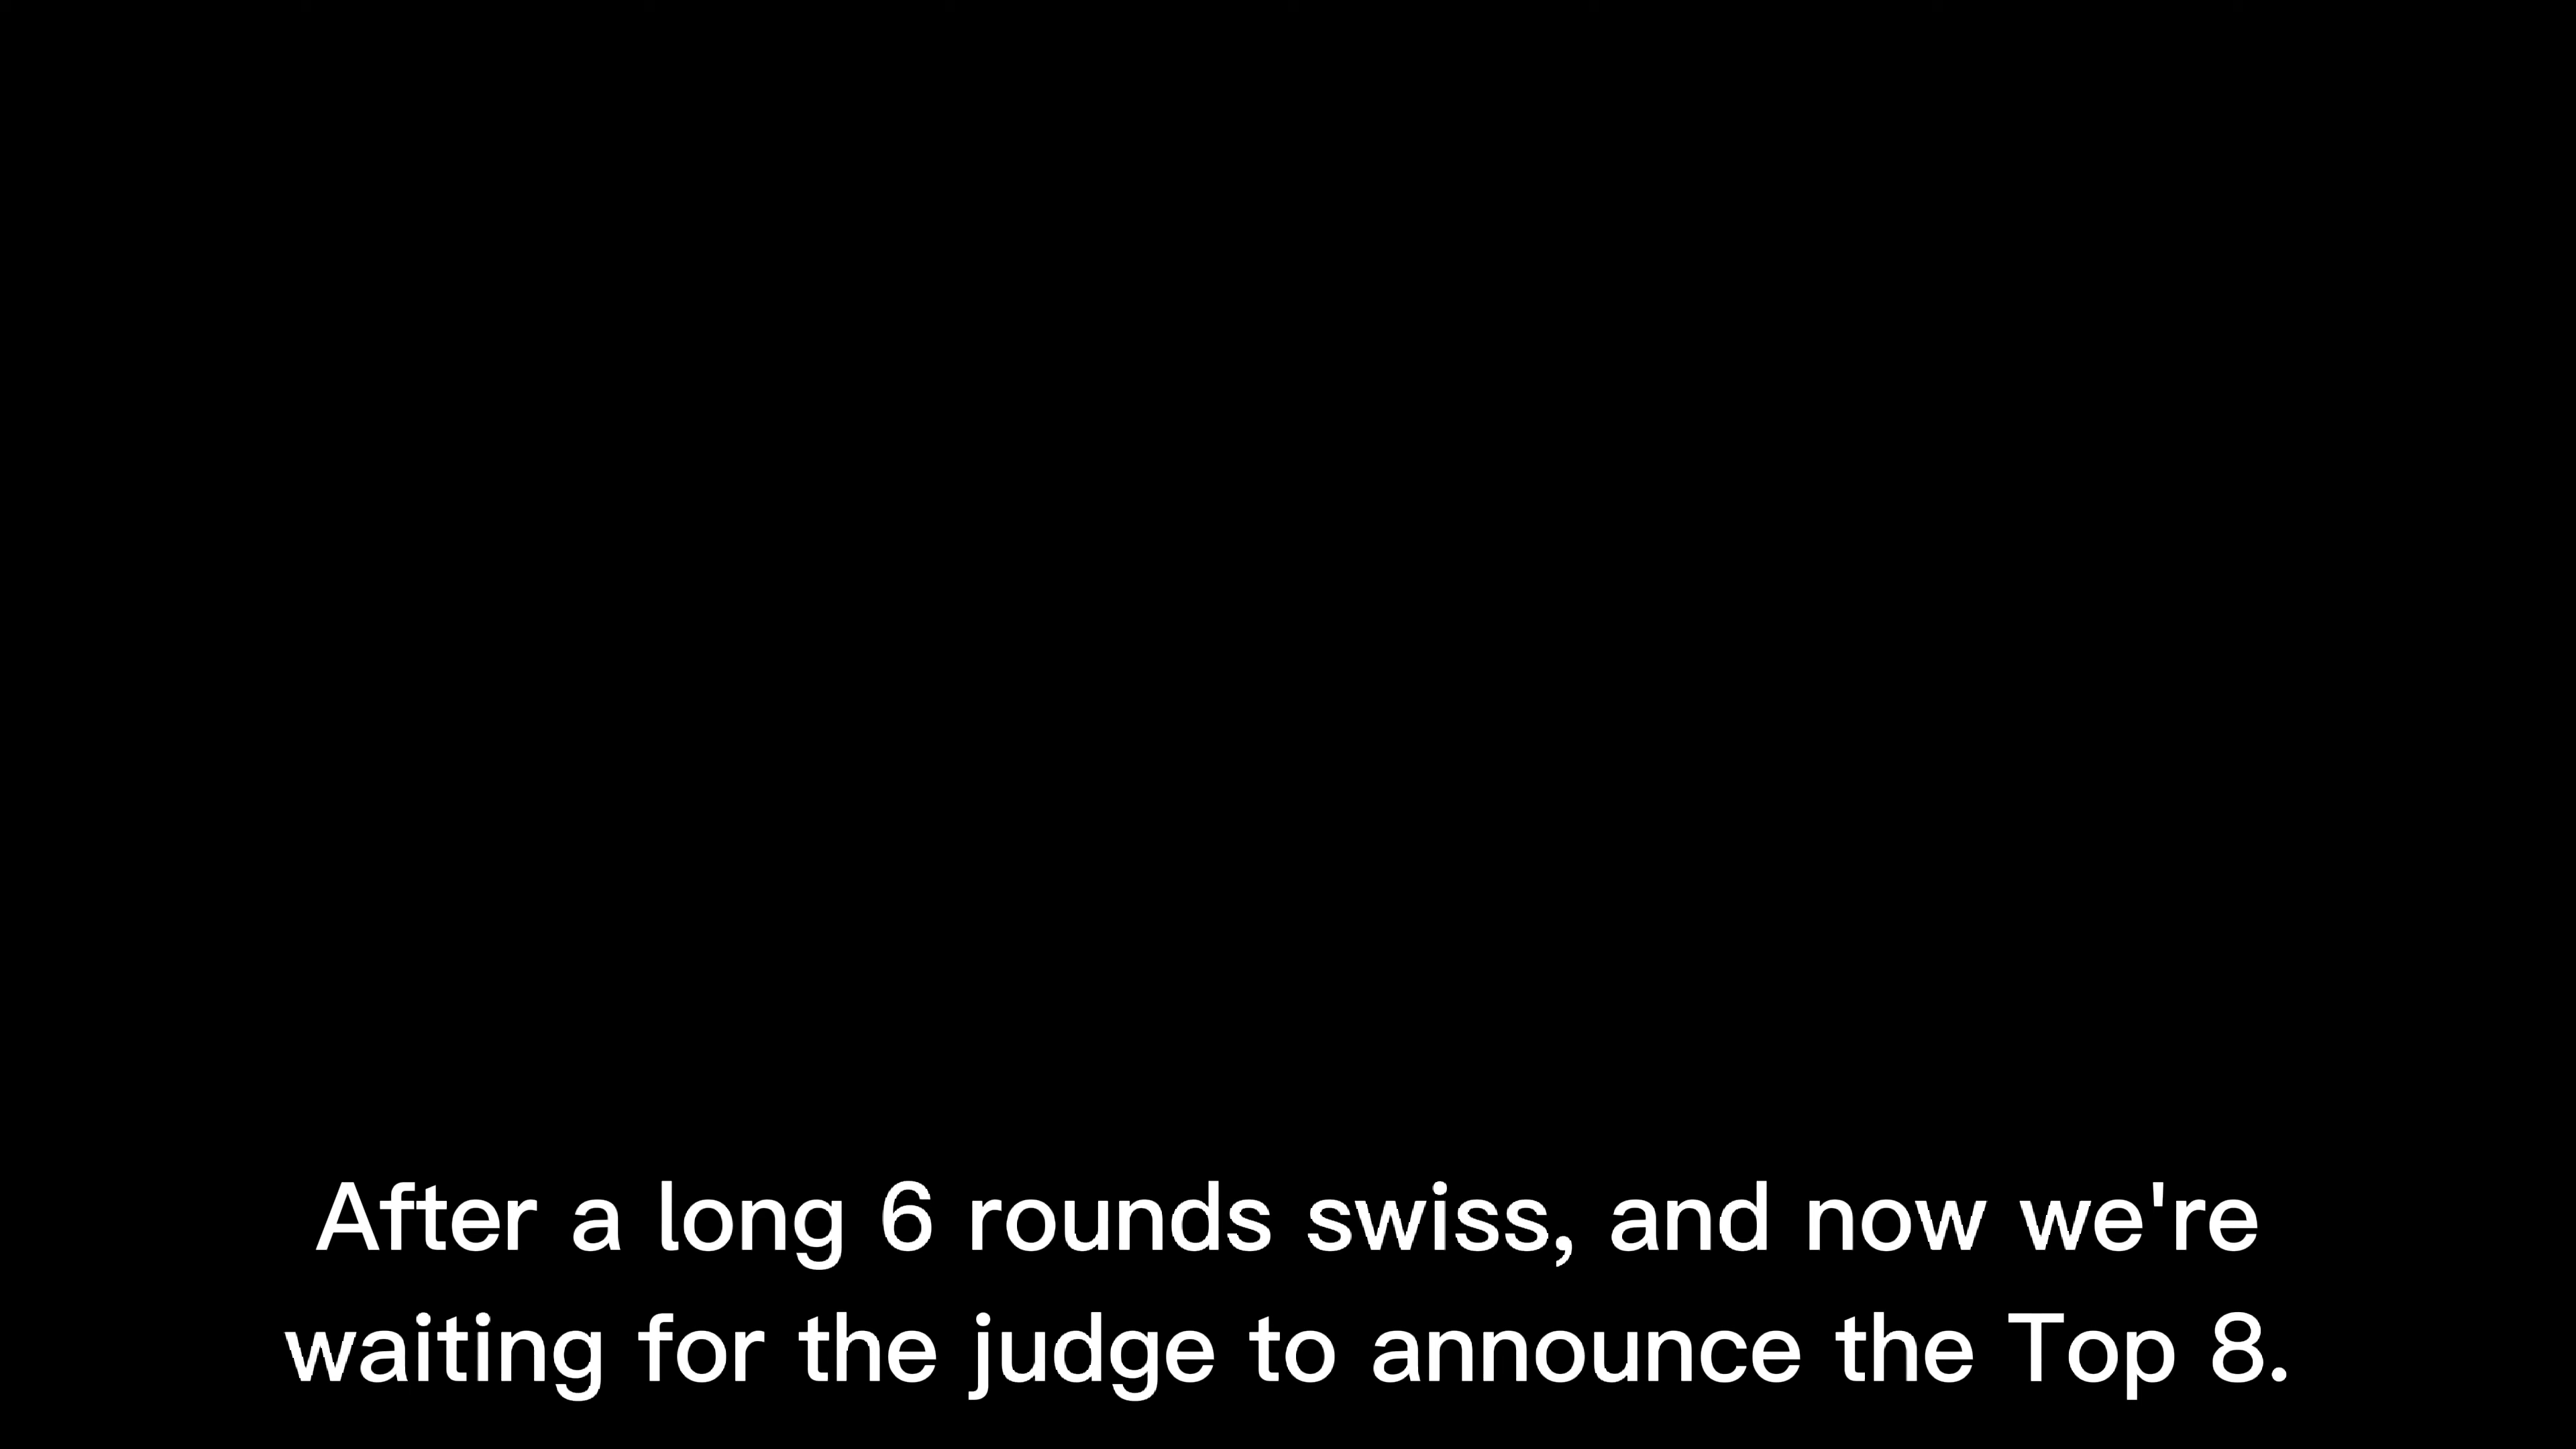 After a long 6 rounds swiss, and now we're
waiting for the judge to announce the Top 8.